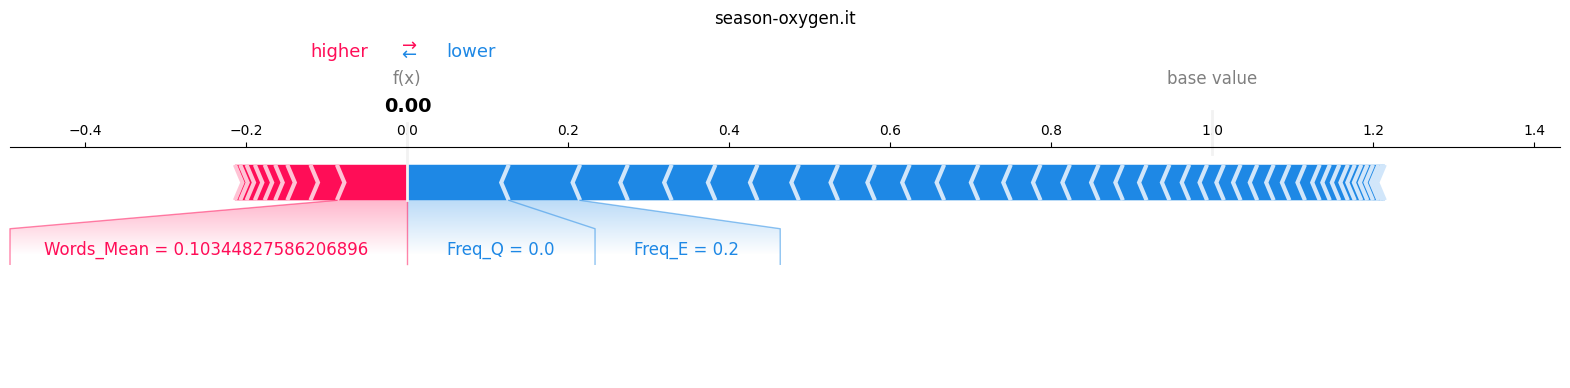 season-oxygen.it
higher ⇄ lower
f(x) base value
0.00
−0.4 −0.2 0.0 0.2 0.4 0.6 0.8 1.0 1.2 1.4
Words_Mean = 0.10344827586206896 Freq_Q = 0.0 Freq_E = 0.2